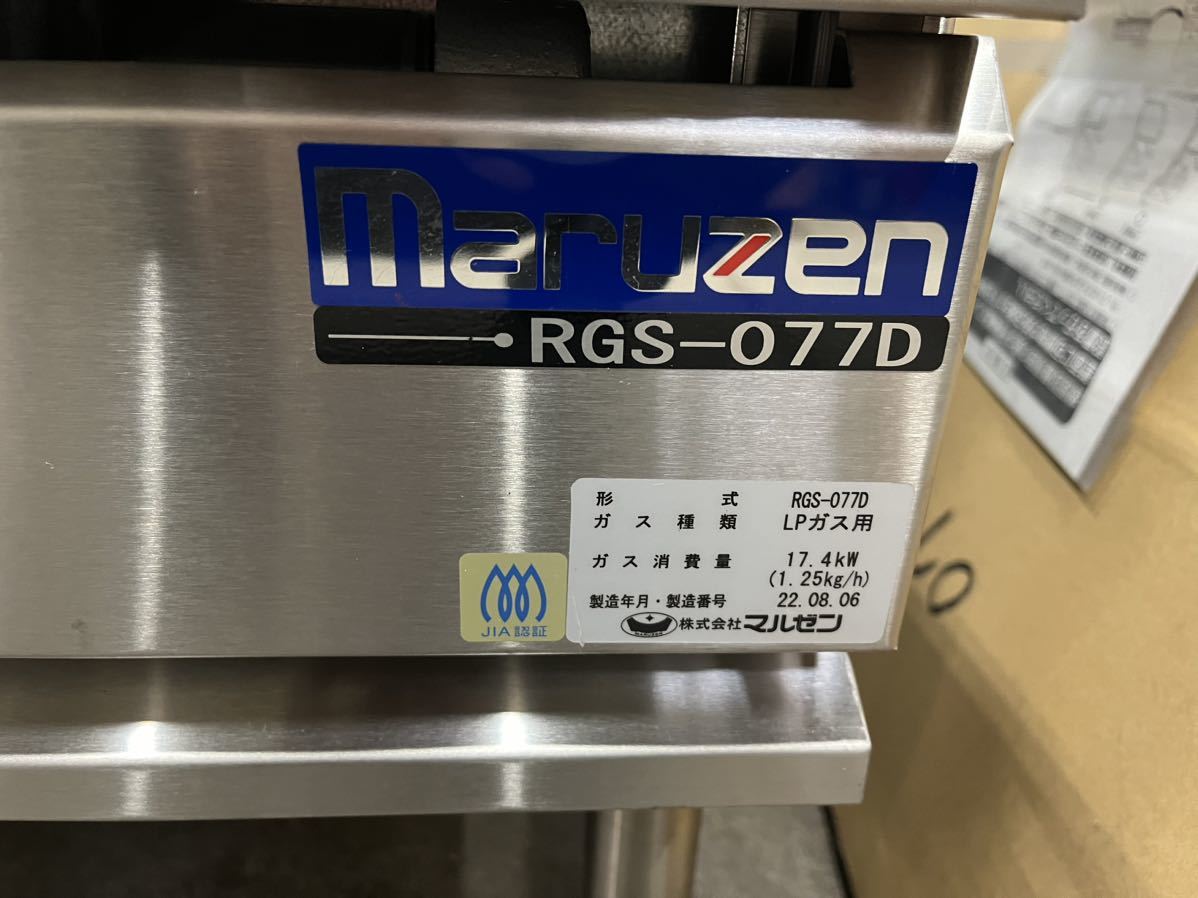 maruzen
RGS-077D
形式 RGS-077D
ガス種類 LPガス用
ガス消費量 17.4kW
(1.25kg/h)
製造年月・製造番号 22.08.06
株式会社マルゼン
JIA認証